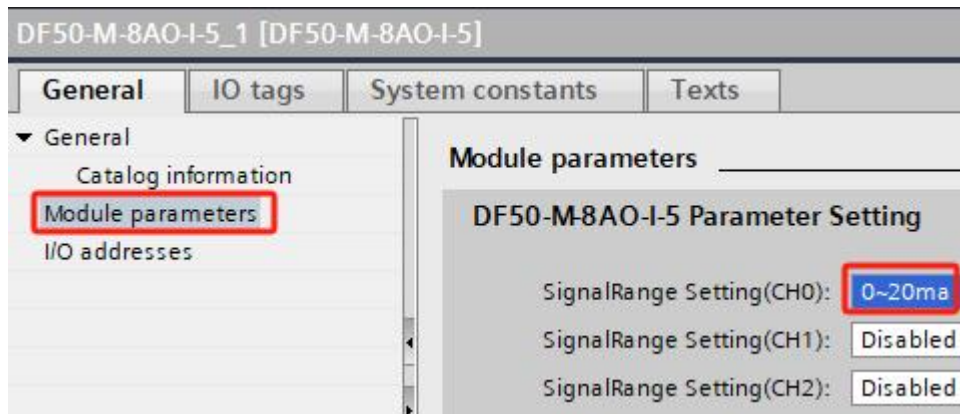 DF50-M-8AO-I-5_1 [DF50-M-8AO-I-5]
General IO tags System constants Texts
General
Catalog information
Module parameters
I/O addresses
Module parameters
DF50-M-8AO-I-5 Parameter Setting
SignalRange Setting(CH0): 0~20ma
SignalRange Setting(CH1): Disabled
SignalRange Setting(CH2): Disabled